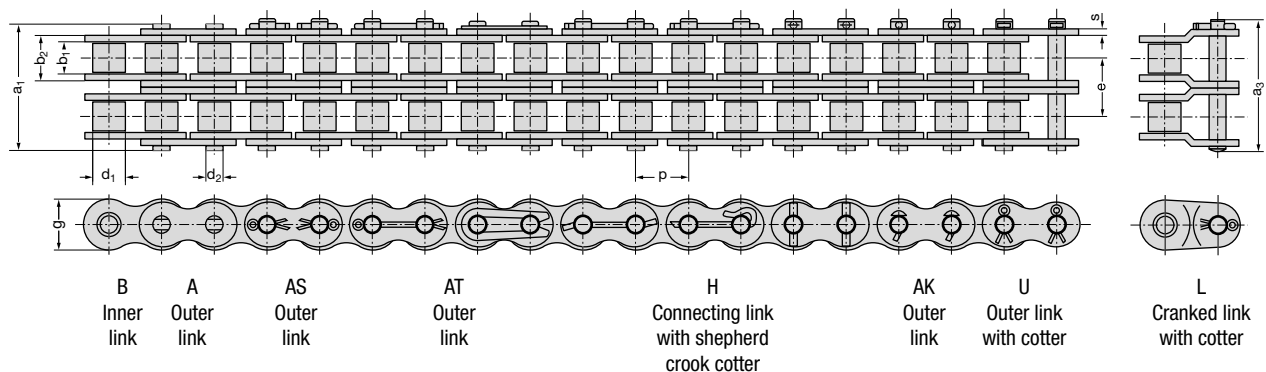 a₁
b₂
b₁
s
e
a₃
d₁
d₂
p
g
B
Inner
link
A
Outer
link
AS
Outer
link
AT
Outer
link
H
Connecting link
with shepherd
crook cotter
AK
Outer
link
U
Outer link
with cotter
L
Cranked link
with cotter